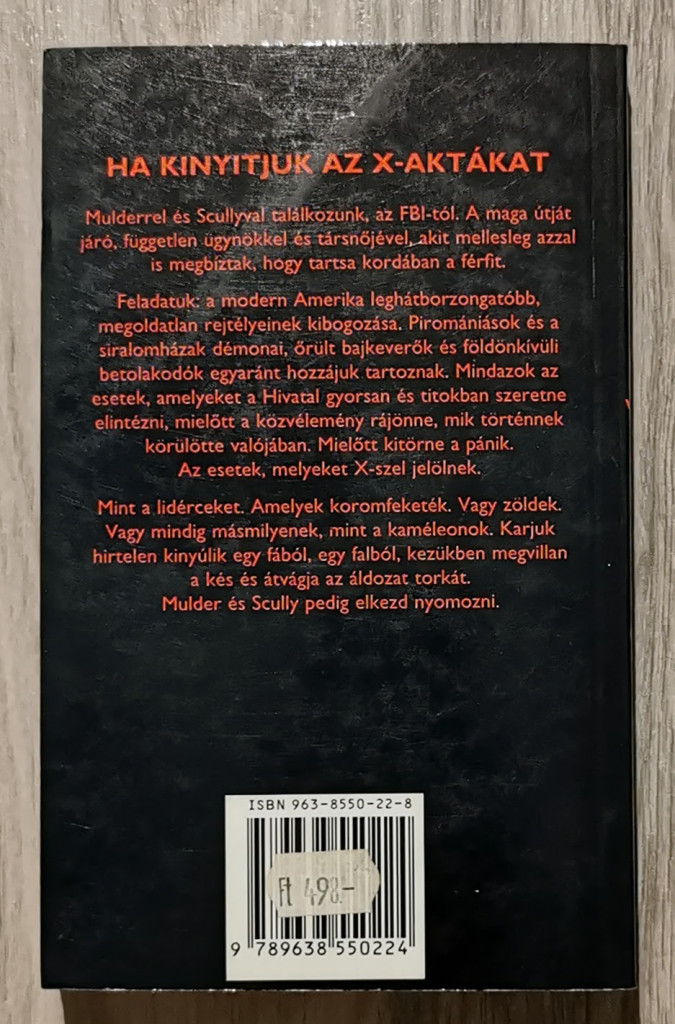 HA KINYITJUK AZ X-AKTÁKAT
Mulderrel és Scullyval találkozunk, az FBI-tól. A maga útját
járó, független ügynökkel és társnőjével, akit mellesleg azzal
is megbíztak, hogy tartsa kordában a férfit.
Feladatuk: a modern Amerika leghátborzongatóbb,
megoldatlan rejtélyeinek kibogozása. Piromániások és a
siralomházak démonai, őrült bajkeverők és földönkívüli
betolakodók egyaránt hozzájuk tartoznak. Mindazok az
esetek, amelyeket a Hivatal gyorsan és titokban szeretne
elintézni, mielőtt a közvélemény rájönne, mik történnek
körülötte valójában. Mielőtt kitörne a pánik.
Az esetek, melyeket X-szel jelölnek.
Mint a lidérceket. Amelyek koromfeketék. Vagy zöldek.
Vagy mindig másmilyenek, mint a kaméleonok. Karjuk
hirtelen kinyúlik egy fából, egy falból, kezükben megvillan
a kés és átvágja az áldozat torkát.
Mulder és Scully pedig elkezd nyomozni.
ISBN 963-8550-22-8
Ft 498.-
9 789638 550224